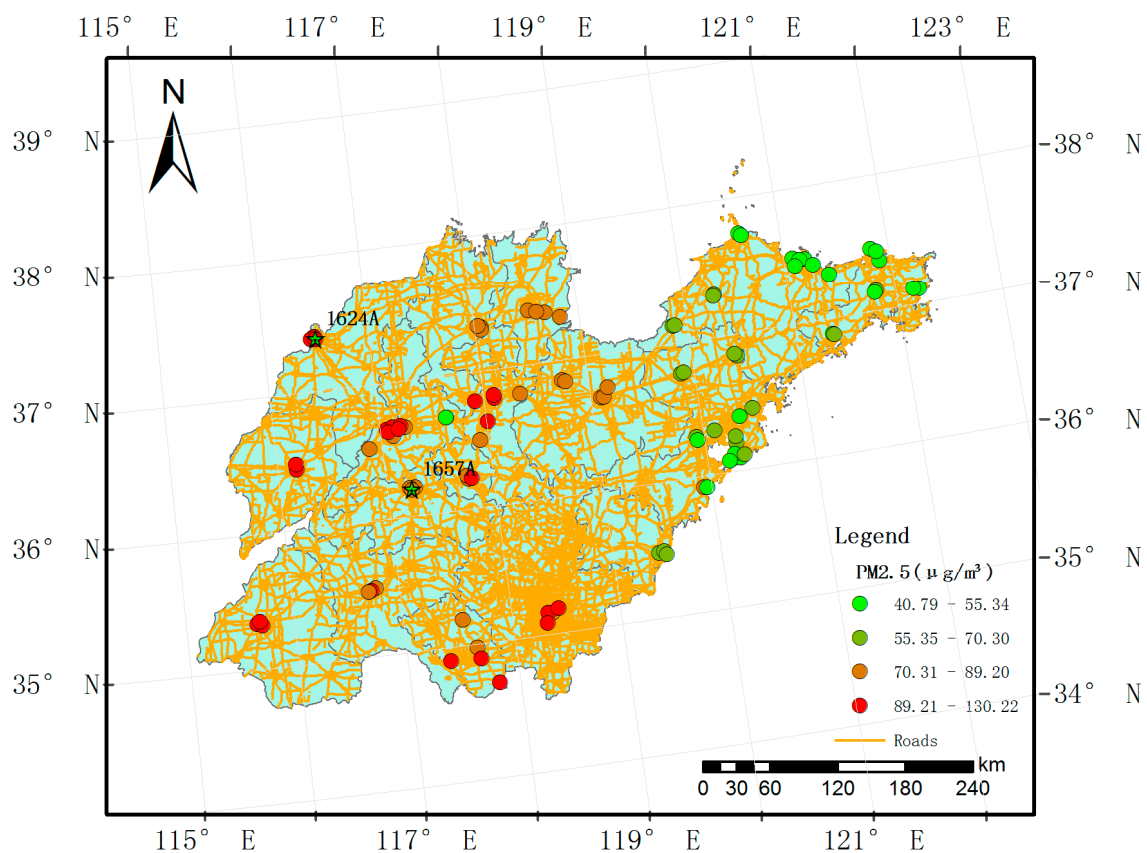 115° E 117° E 119° E 121° E 123° E
N
39° N
38° N
38° N
37° N
1624A
37° N
36° N
1657A
36° N
35° N
35° N
34° N
Legend
PM2.5(μg/m³)
40.79 - 55.34
55.35 - 70.30
70.31 - 89.20
89.21 - 130.22
Roads
km
0 30 60 120 180 240
115° E 117° E 119° E 121° E